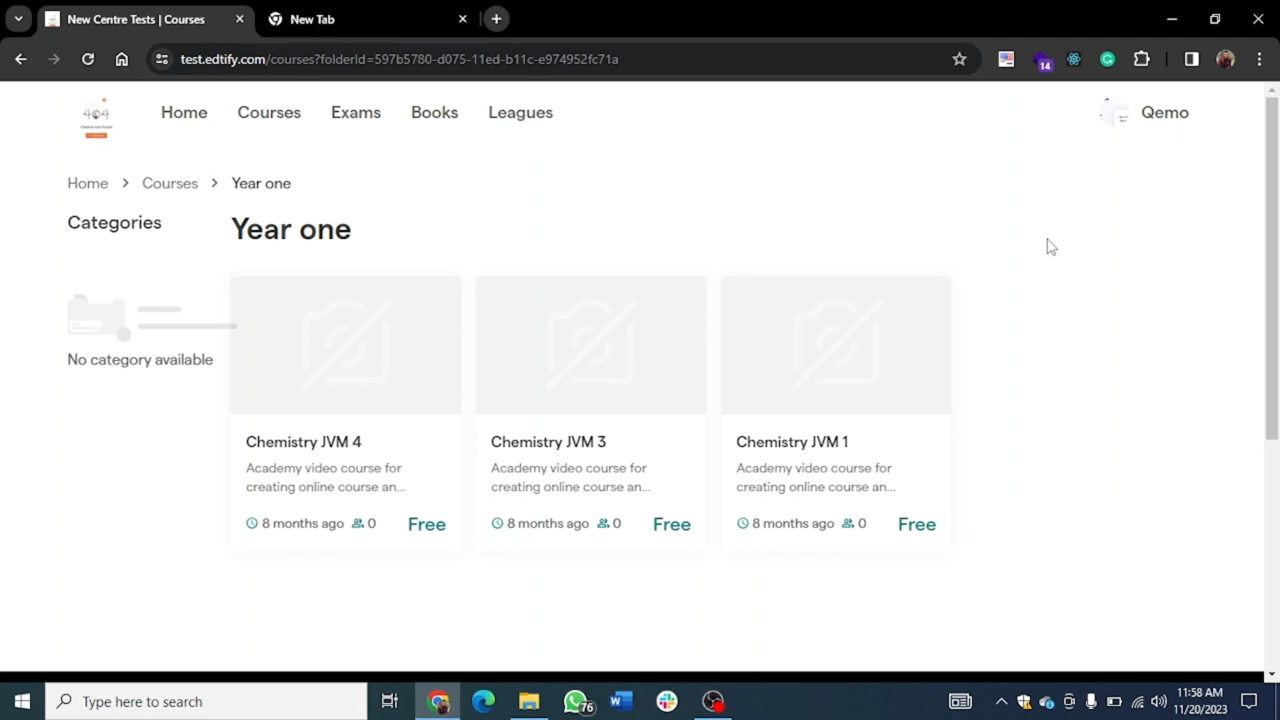 New Centre Tests | Courses
New Tab
test.edtify.com/courses?folderId=597b5780-d075-11ed-b11c-e974952fc71a
14
404
Home
Courses
Exams
Books
Leagues
Qemo
Home > Courses > Year one
Categories
Year one
No category available
Chemistry JVM 4
Academy video course for
creating online course an...
8 months ago
0
Free
Chemistry JVM 3
Academy video course for
creating online course an...
8 months ago
0
Free
Chemistry JVM 1
Academy video course for
creating online course an...
8 months ago
0
Free
Type here to search
76
11:58 AM
11/20/2023